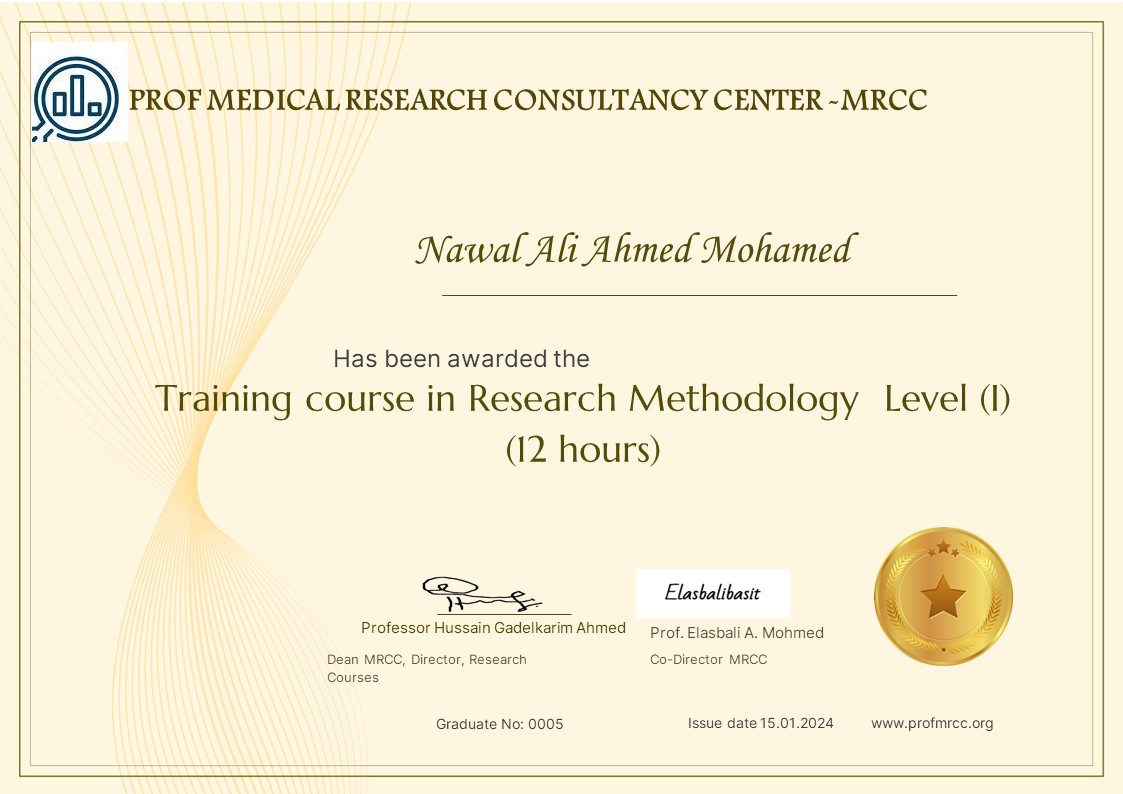 PROF MEDICAL RESEARCH CONSULTANCY CENTER ~MRCC
Nawal Ali Ahmed Mohamed
Has been awarded the
Training course in Research Methodology Level (I)
(12 hours)
Elasbalibasit
Professor Hussain Gadelkarim Ahmed
Prof. Elasbali A. Mohmed
Dean MRCC, Director, Research
Courses
Co-Director MRCC
Graduate No: 0005
Issue date 15.01.2024
www.profmrcc.org